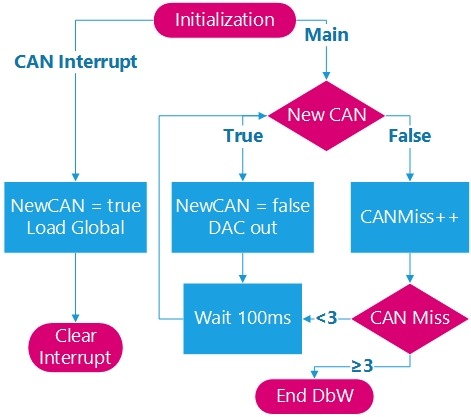 Initialization
Main
CAN Interrupt
New CAN
True
False
NewCAN = true
Load Global
NewCAN = false
DAC out
CANMiss++
Wait 100ms
<3
CAN Miss
Clear
Interrupt
≥3
End DbW